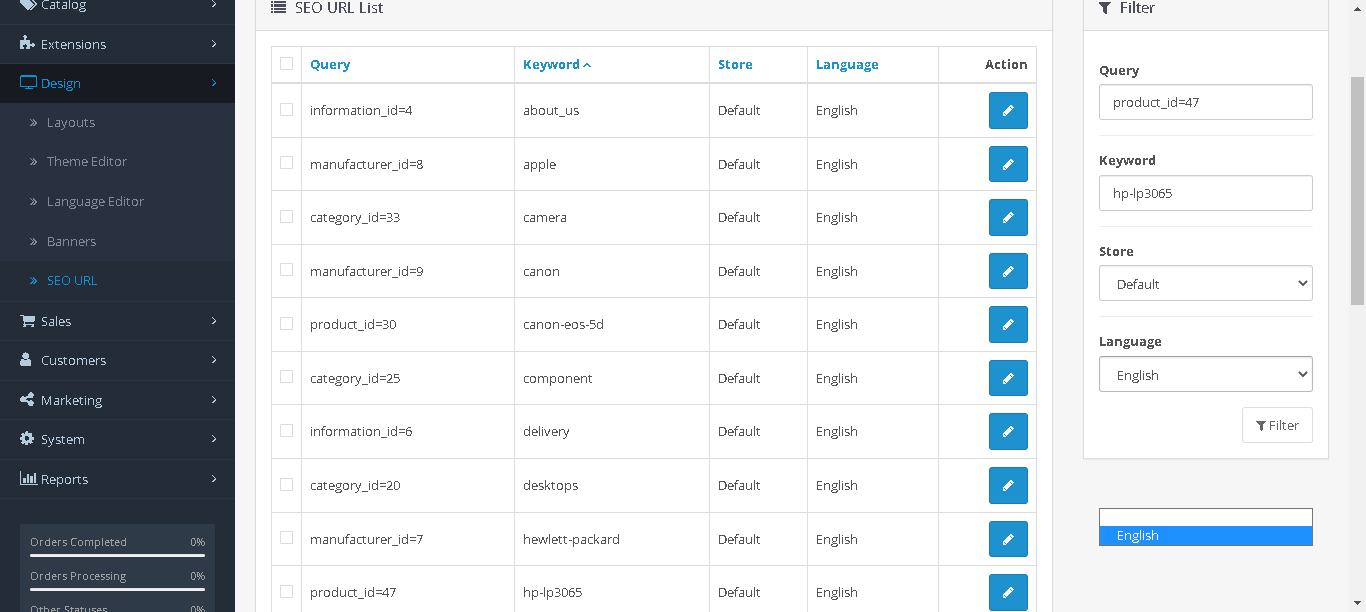 Catalog
Extensions
Design
Layouts
Theme Editor
Language Editor
Banners
SEO URL
Sales
Customers
Marketing
System
Reports
Orders Completed 0%
Orders Processing 0%
Other Statuses 0%
SEO URL List
Query Keyword Store Language Action
information_id=4 about_us Default English
manufacturer_id=8 apple Default English
category_id=33 camera Default English
manufacturer_id=9 canon Default English
product_id=30 canon-eos-5d Default English
category_id=25 component Default English
information_id=6 delivery Default English
category_id=20 desktops Default English
manufacturer_id=7 hewlett-packard Default English
product_id=47 hp-lp3065 Default English
Filter
Query
product_id=47
Keyword
hp-lp3065
Store
Default
Language
English
Filter
English